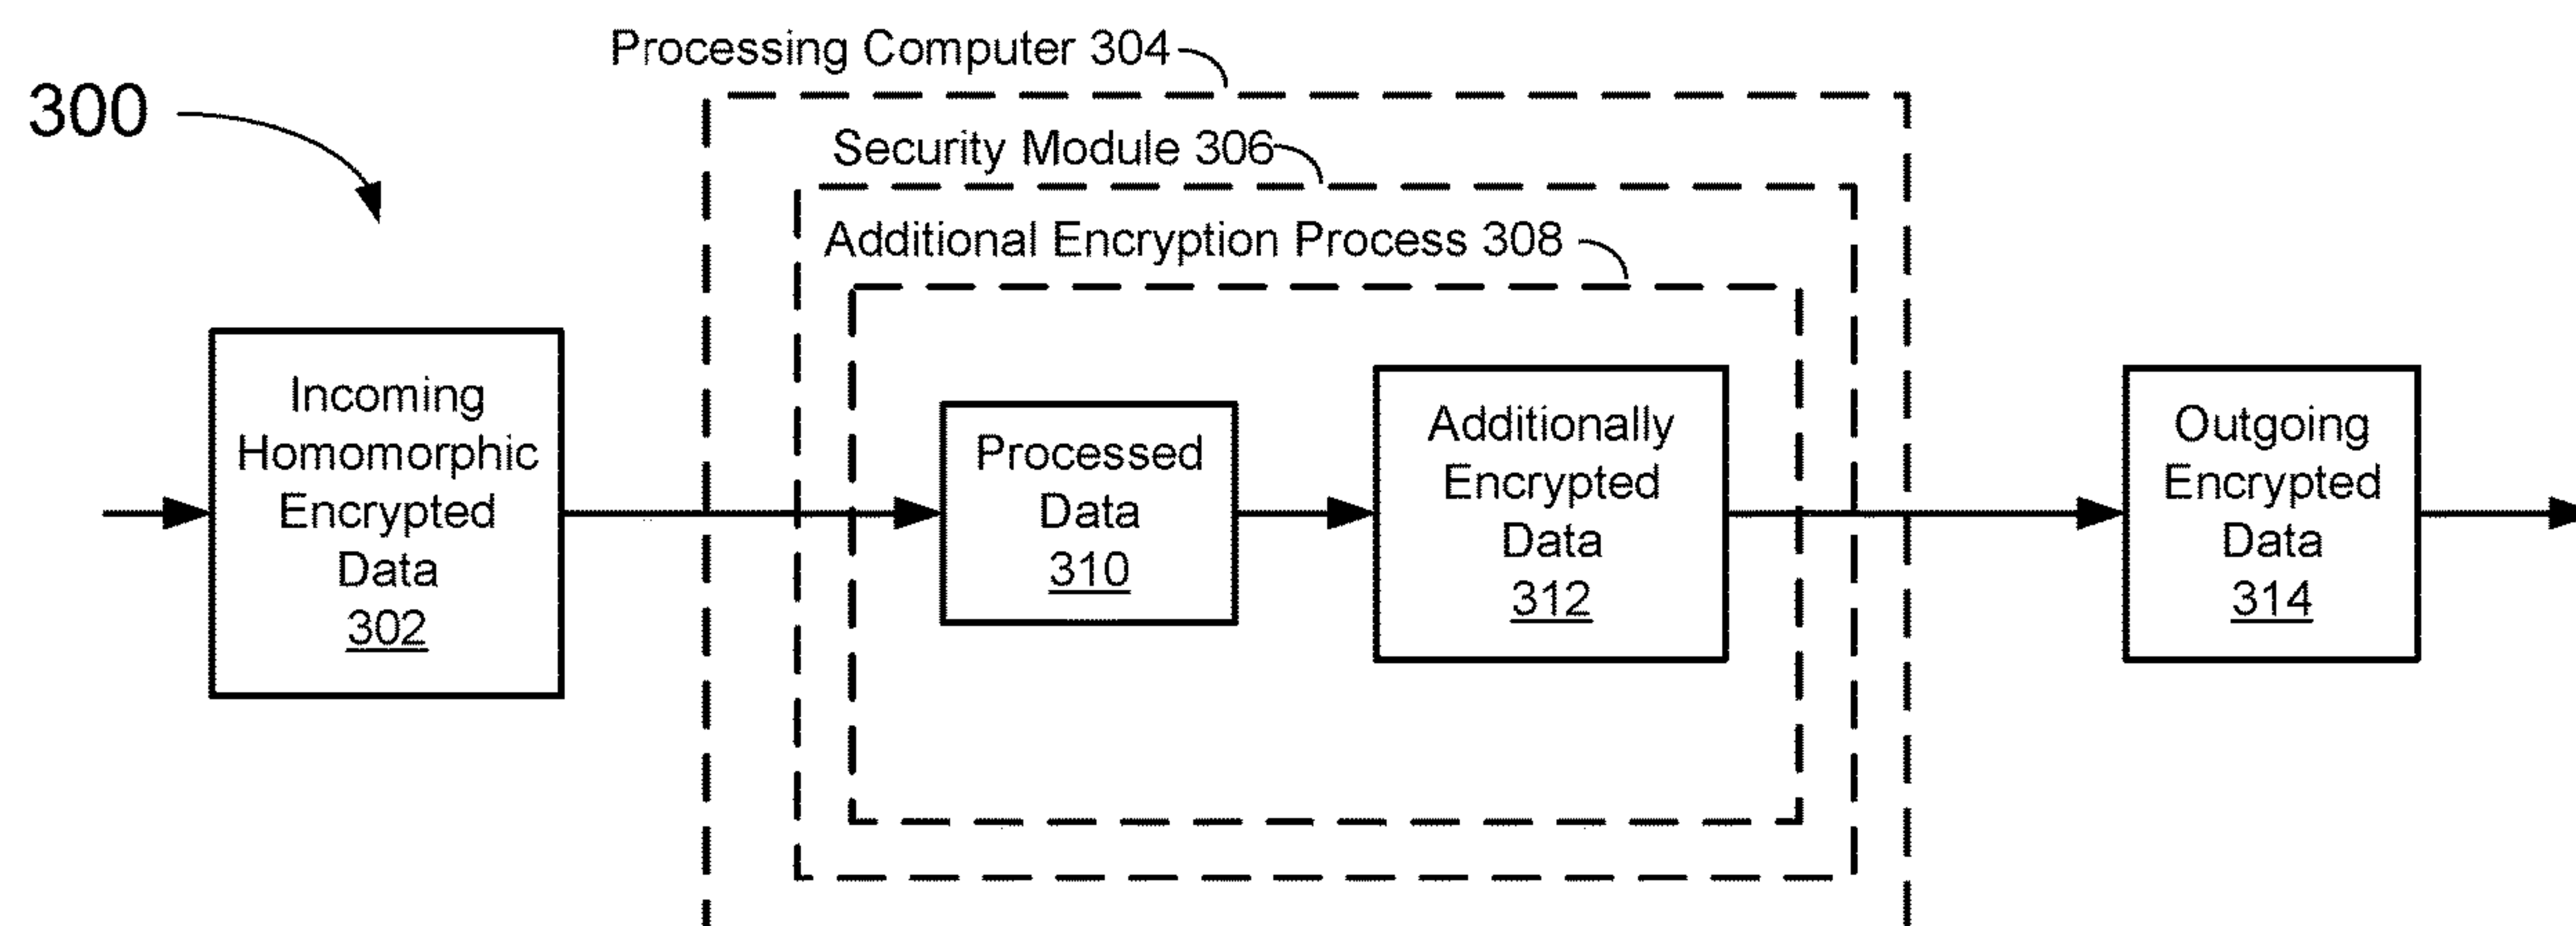 Processing Computer 304
300
Security Module 306
Additional Encryption Process 308
Incoming
Homomorphic
Encrypted
Data
302
Processed
Data
310
Additionally
Encrypted
Data
312
Outgoing
Encrypted
Data
314